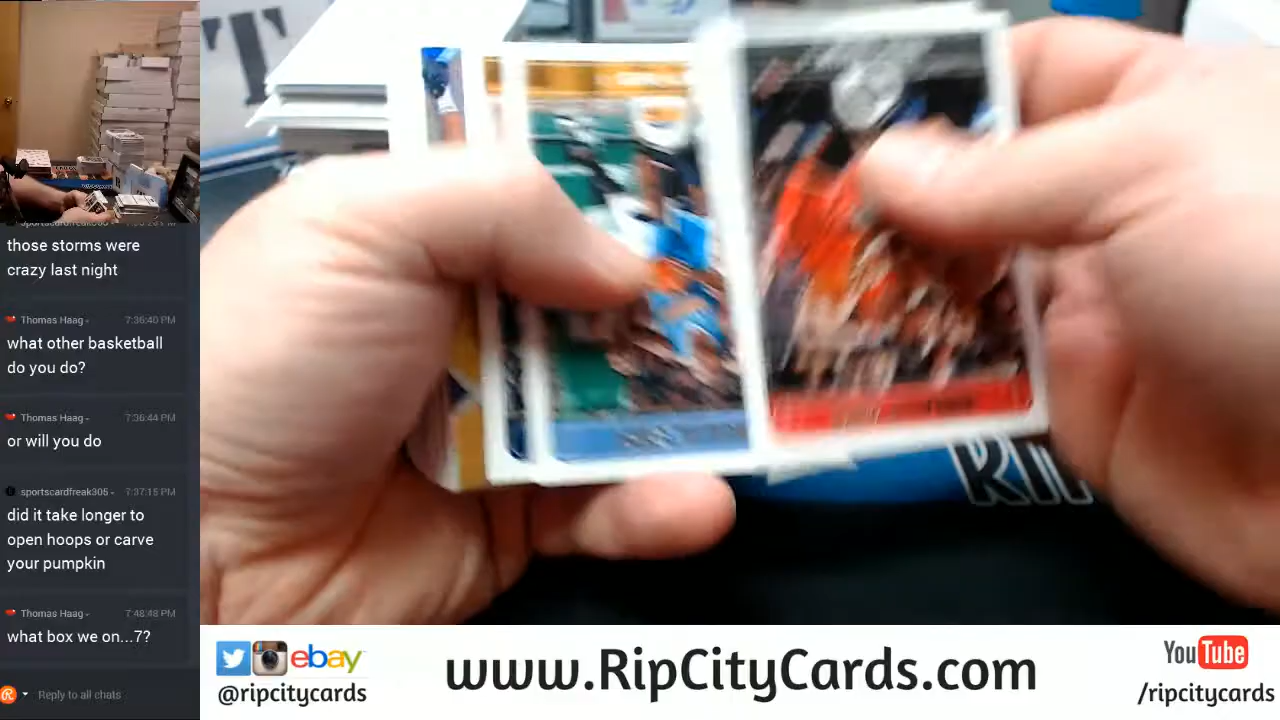 T
those storms were
crazy last night
Thomas Haag 7:36:40 PM
what other basketball
do you do?
Thomas Haag 7:36:44 PM
or will you do
sportscardfreak305 7:37:15 PM
did it take longer to
open hoops or carve
your pumpkin
Thomas Haag 7:48:48 PM
what box we on...7?
Reply to all chats
RIP
ebay
@ripcitycards
www.RipCityCards.com
YouTube
/ripcitycards